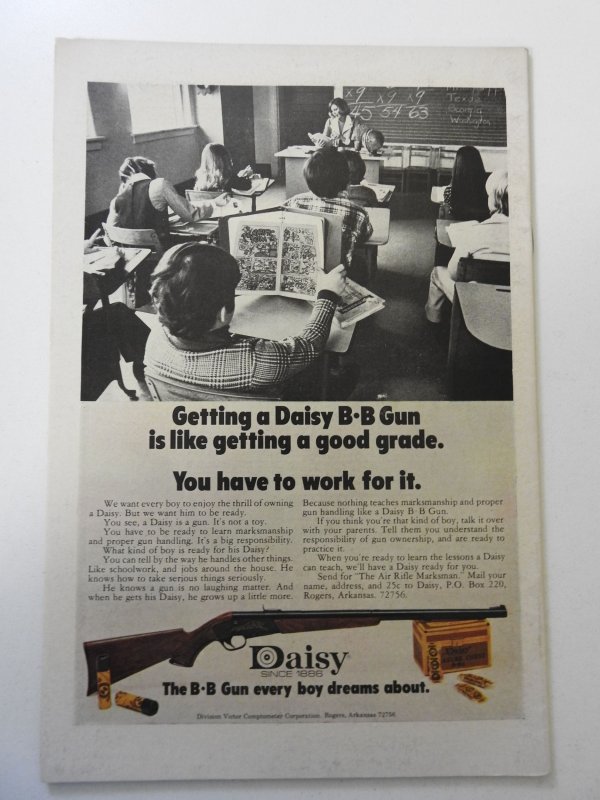 x9 x9 x9
45 54 63
Texas
Georgia
Washington
Getting a Daisy B·B Gun
is like getting a good grade.
You have to work for it.
We want every boy to enjoy the thrill of owning
a Daisy. But we want him to be ready.
You see, a Daisy is a gun. It's not a toy.
You have to be ready to learn marksmanship
and proper gun handling. It's a big responsibility.
What kind of boy is ready for his Daisy?
You can tell by the way he handles other things.
Like schoolwork, and jobs around the house. He
knows how to take serious things seriously.
He knows a gun is no laughing matter. And
when he gets his Daisy, he grows up a little more.
Because nothing teaches marksmanship and proper
gun handling like a Daisy B·B Gun.
If you think you're that kind of boy, talk it over
with your parents. Tell them you understand the
responsibility of gun ownership, and are ready to
practice it.
When you're ready to learn the lessons a Daisy
can teach, we'll have a Daisy ready for you.
Send for "The Air Rifle Marksman." Mail your
name, address, and 25c to Daisy, P.O. Box 220,
Rogers, Arkansas. 72756.
Daisy
SINCE 1886
The B·B Gun every boy dreams about.
Division Victor Comptometer Corporation. Rogers, Arkansas 72756